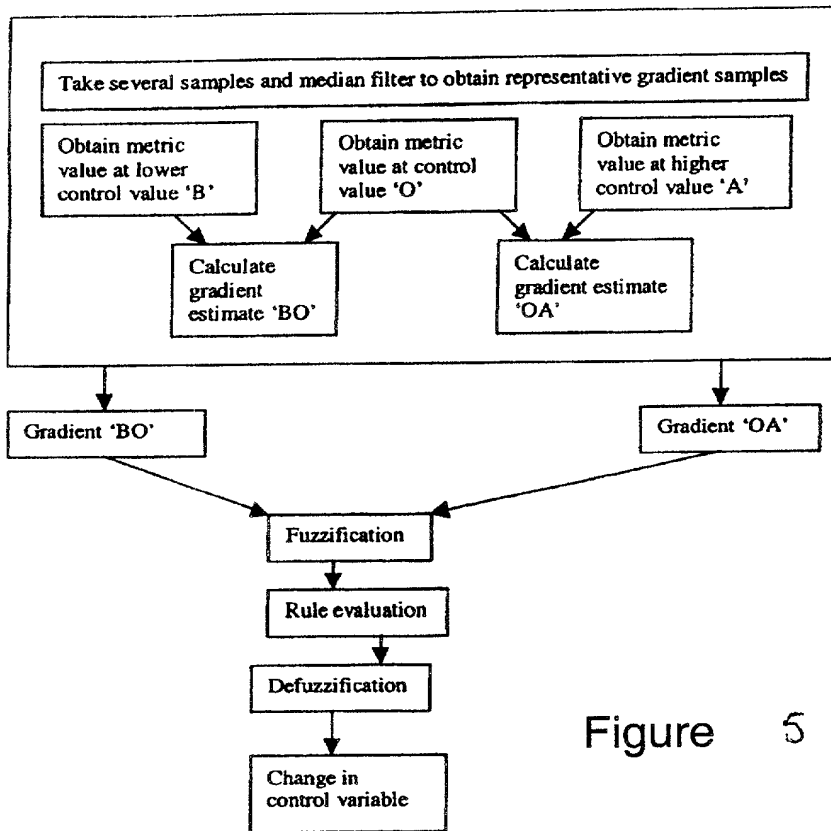 Take several samples and median filter to obtain representative gradient samples
Obtain metric
value at lower
control value ‘B’
Obtain metric
value at control
value ‘O’
Obtain metric
value at higher
control value ‘A’
Calculate
gradient
estimate ‘BO’
Calculate
gradient estimate
‘OA’
Gradient ‘BO’
Gradient ‘OA’
Fuzzification
Rule evaluation
Defuzzification
Change in
control variable
Figure 5